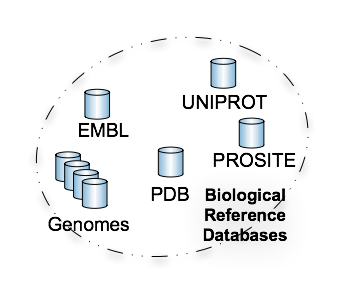 UNIPROT
EMBL
PROSITE
PDB
Genomes
Biological
Reference
Databases